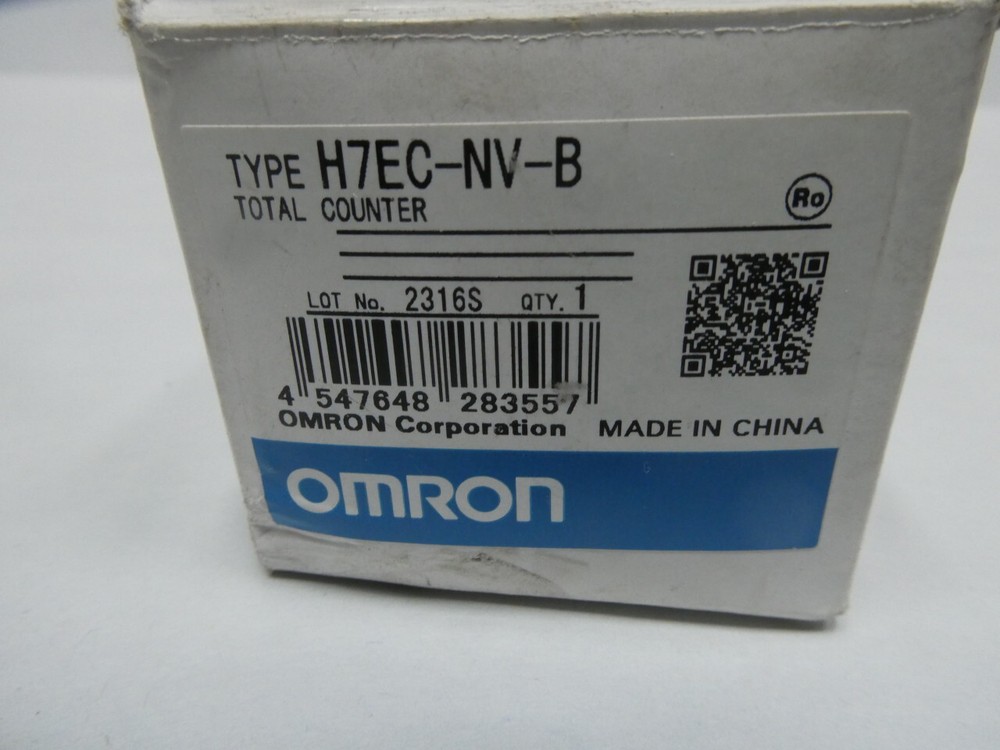 TYPE H7EC-NV-B
TOTAL COUNTER
Ro
LOT No. 2316S QTY. 1
4 547648 283557
OMRON Corporation MADE IN CHINA
OMRON